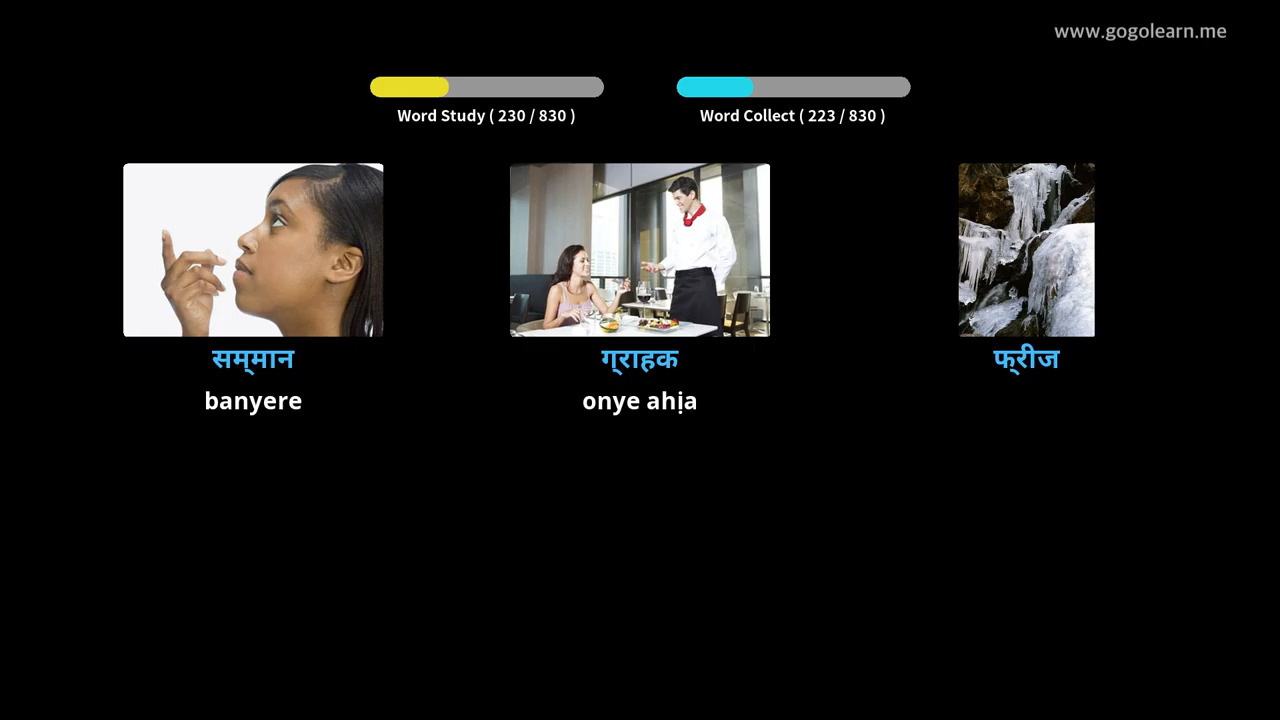 www.gogolearn.me
Word Study ( 230 / 830 )
Word Collect ( 223 / 830 )
सम्मान
ग्राहक
फ्रीज
banyere
onye ahịa